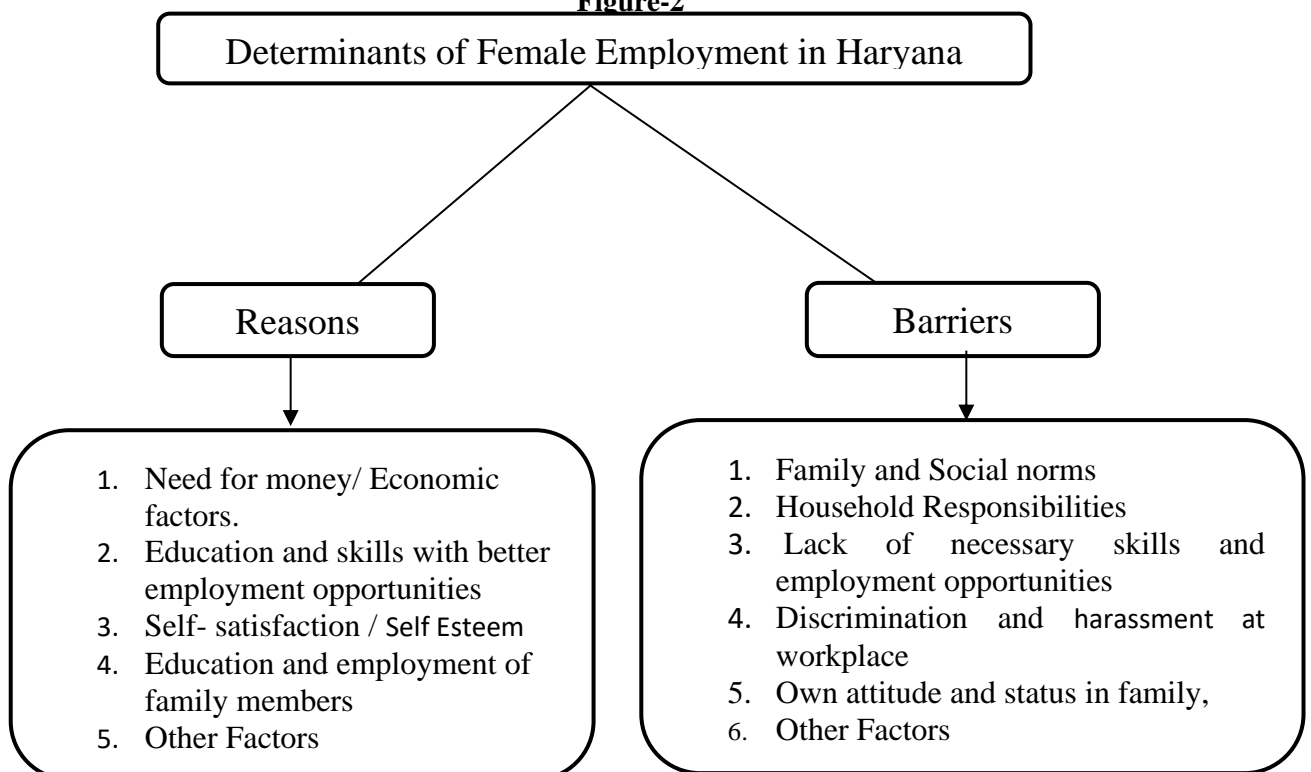 Figure-2
Determinants of Female Employment in Haryana
Reasons
Barriers
1. Need for money/ Economic
factors.
2. Education and skills with better
employment opportunities
3. Self- satisfaction / Self Esteem
4. Education and employment of
family members
5. Other Factors
1. Family and Social norms
2. Household Responsibilities
3. Lack of necessary skills and
employment opportunities
4. Discrimination and harassment at
workplace
5. Own attitude and status in family,
6. Other Factors